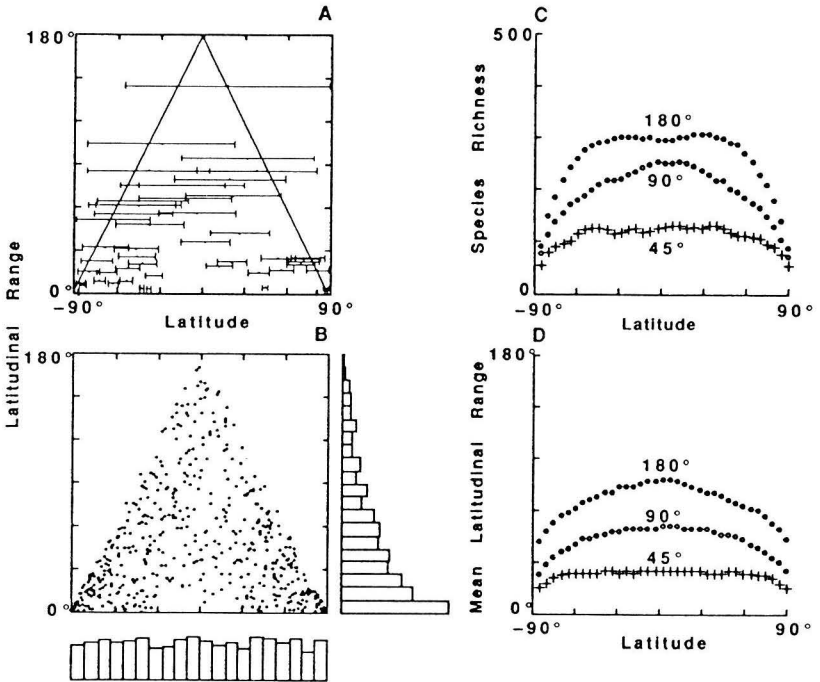 A
180°
0°
-90°
90°
Latitude
Latitudinal Range
B
180°
0°
C
500
Species Richness
180°
90°
45°
0
-90°
90°
Latitude
D
180°
Mean Latitudinal Range
180°
90°
45°
0°
-90°
90°
Latitude